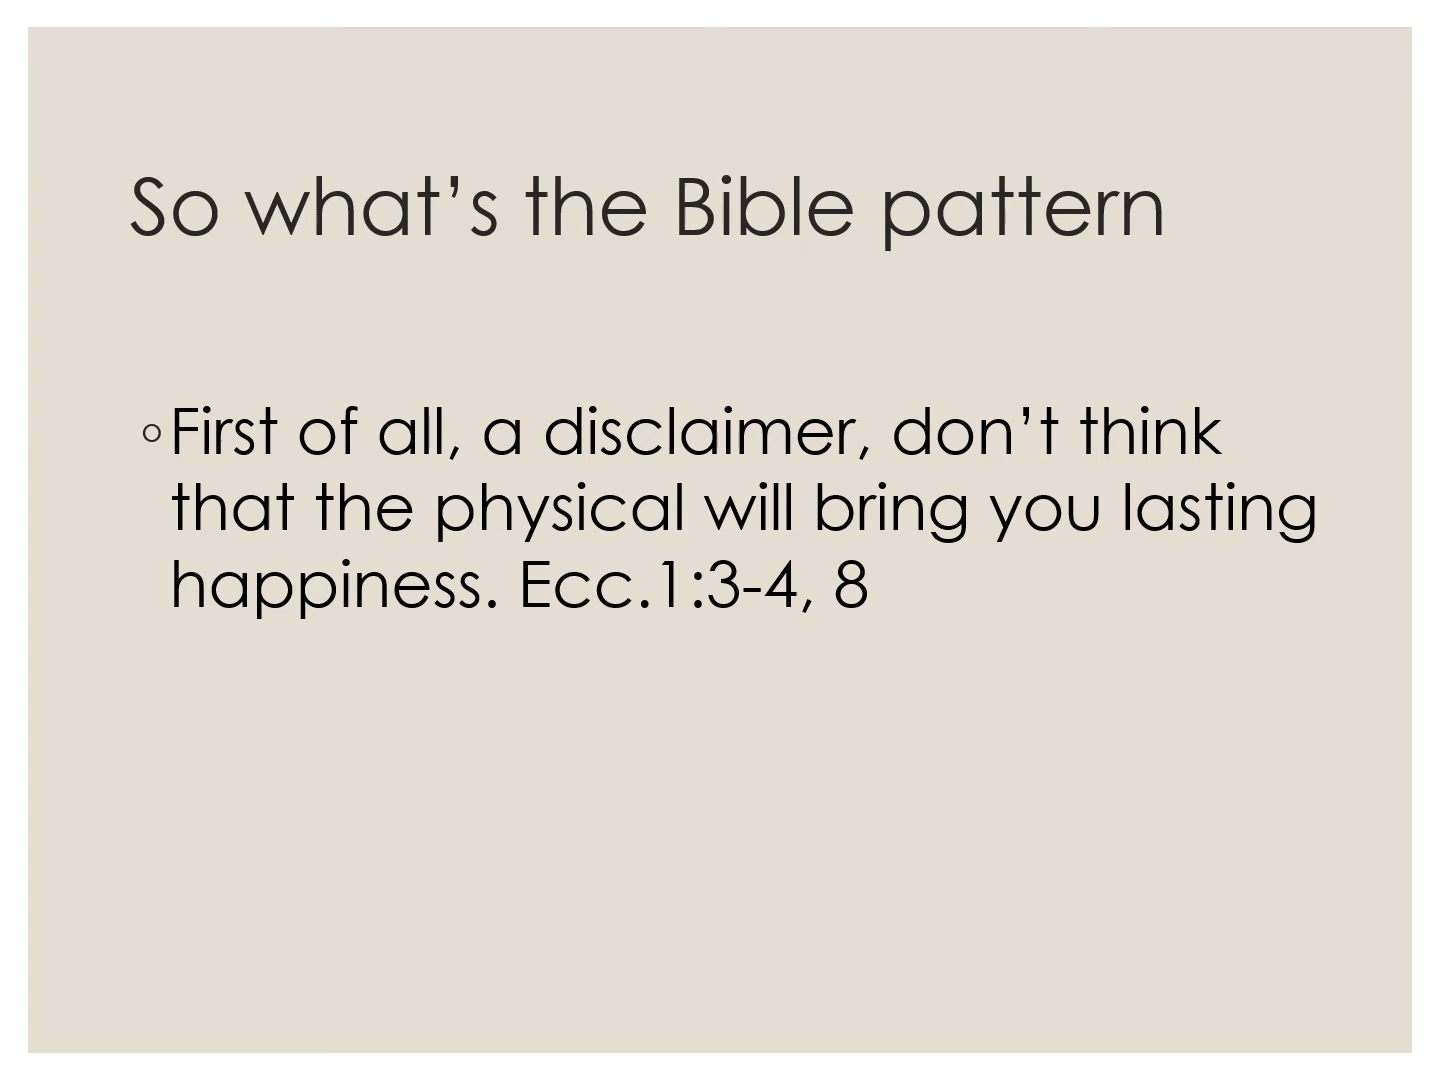 So what’s the Bible pattern
◦First of all, a disclaimer, don’t think
that the physical will bring you lasting
happiness. Ecc.1:3-4, 8